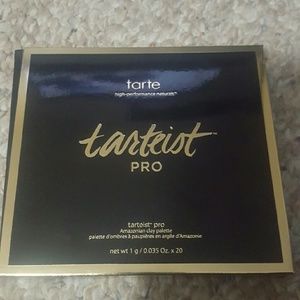 tarte
high-performance naturals™
tarteist™
PRO
tarteist™ pro
Amazonian clay palette
palette d'ombres à paupières en argile d'Amazonie
net wt 1 g / 0.035 Oz. x 20